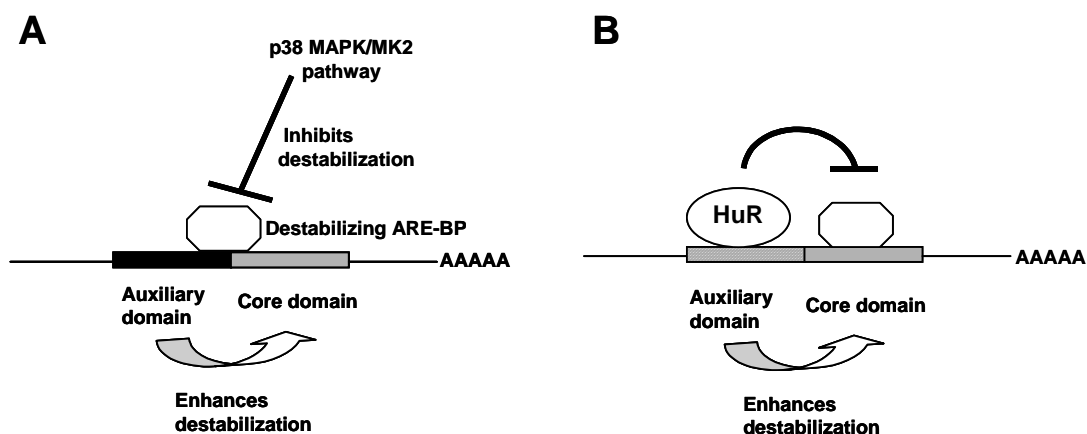 A
p38 MAPK/MK2
pathway
Inhibits
destabilization
Destabilizing ARE-BP
AAAAA
Auxiliary
domain
Core domain
Enhances
destabilization
B
HuR
AAAAA
Auxiliary
domain
Core domain
Enhances
destabilization